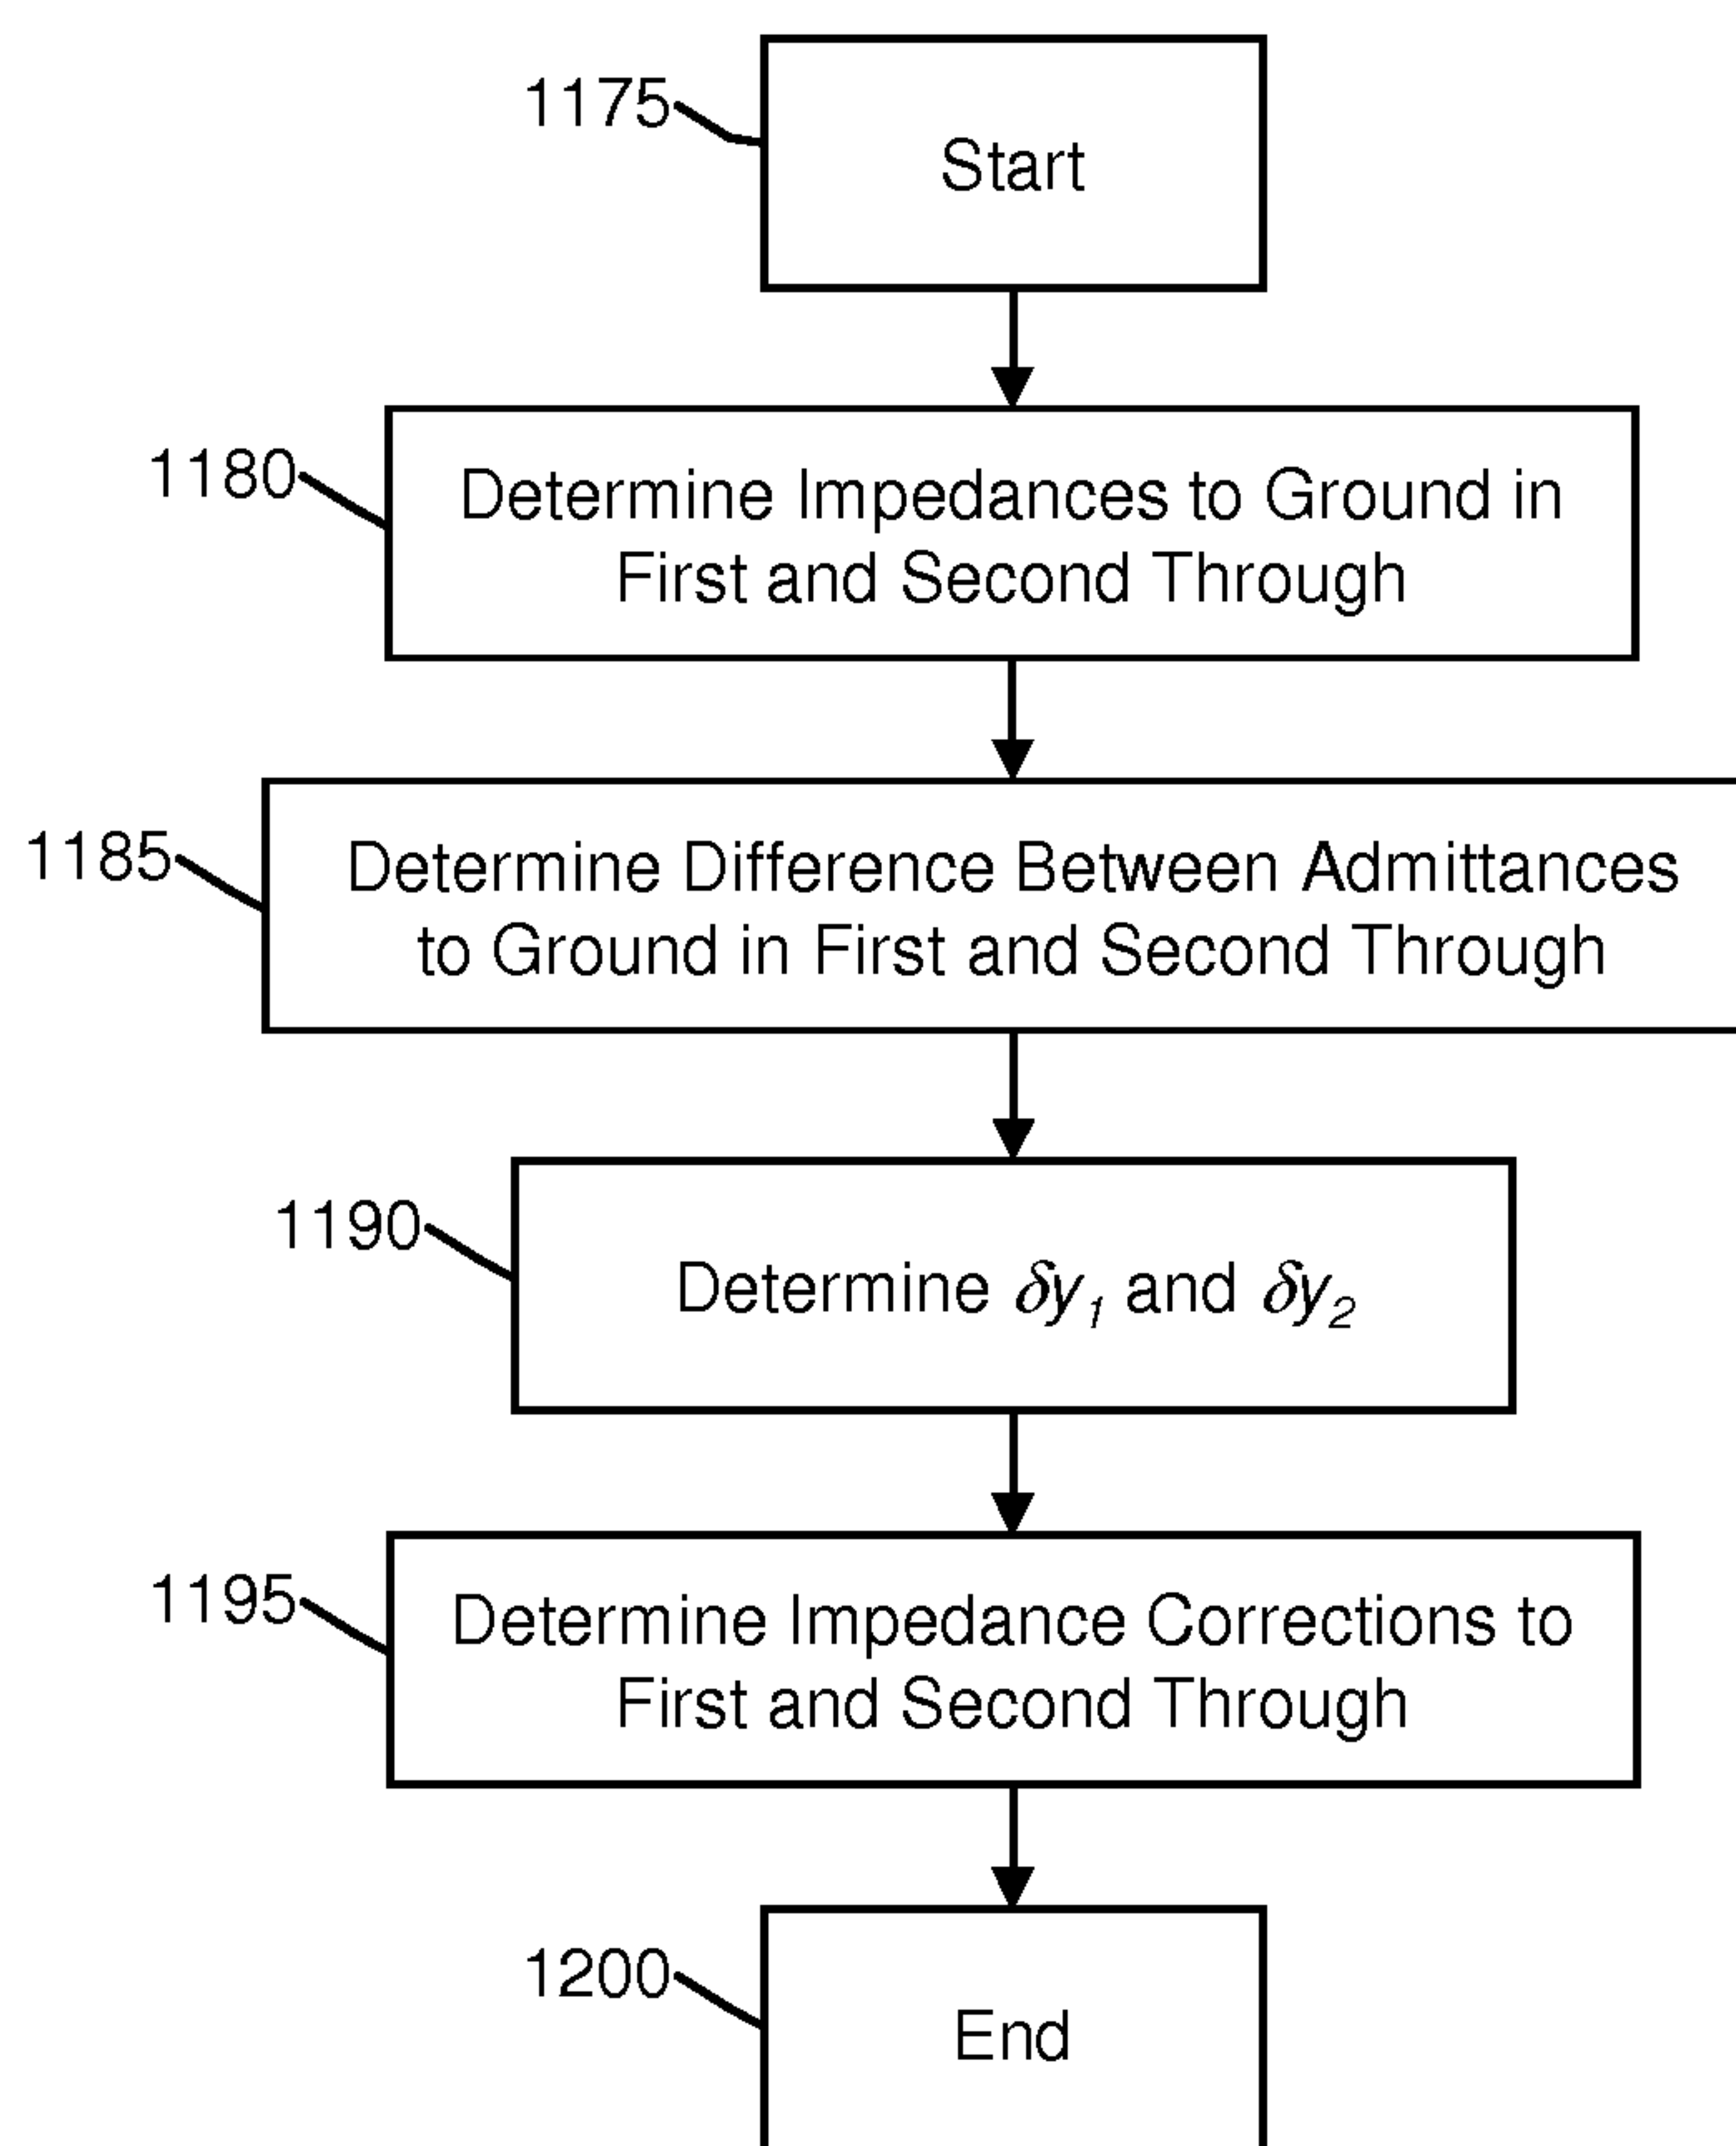 1175
Start
1180
Determine Impedances to Ground in
First and Second Through
1185
Determine Difference Between Admittances
to Ground in First and Second Through
1190
Determine δy₁ and δy₂
1195
Determine Impedance Corrections to
First and Second Through
1200
End